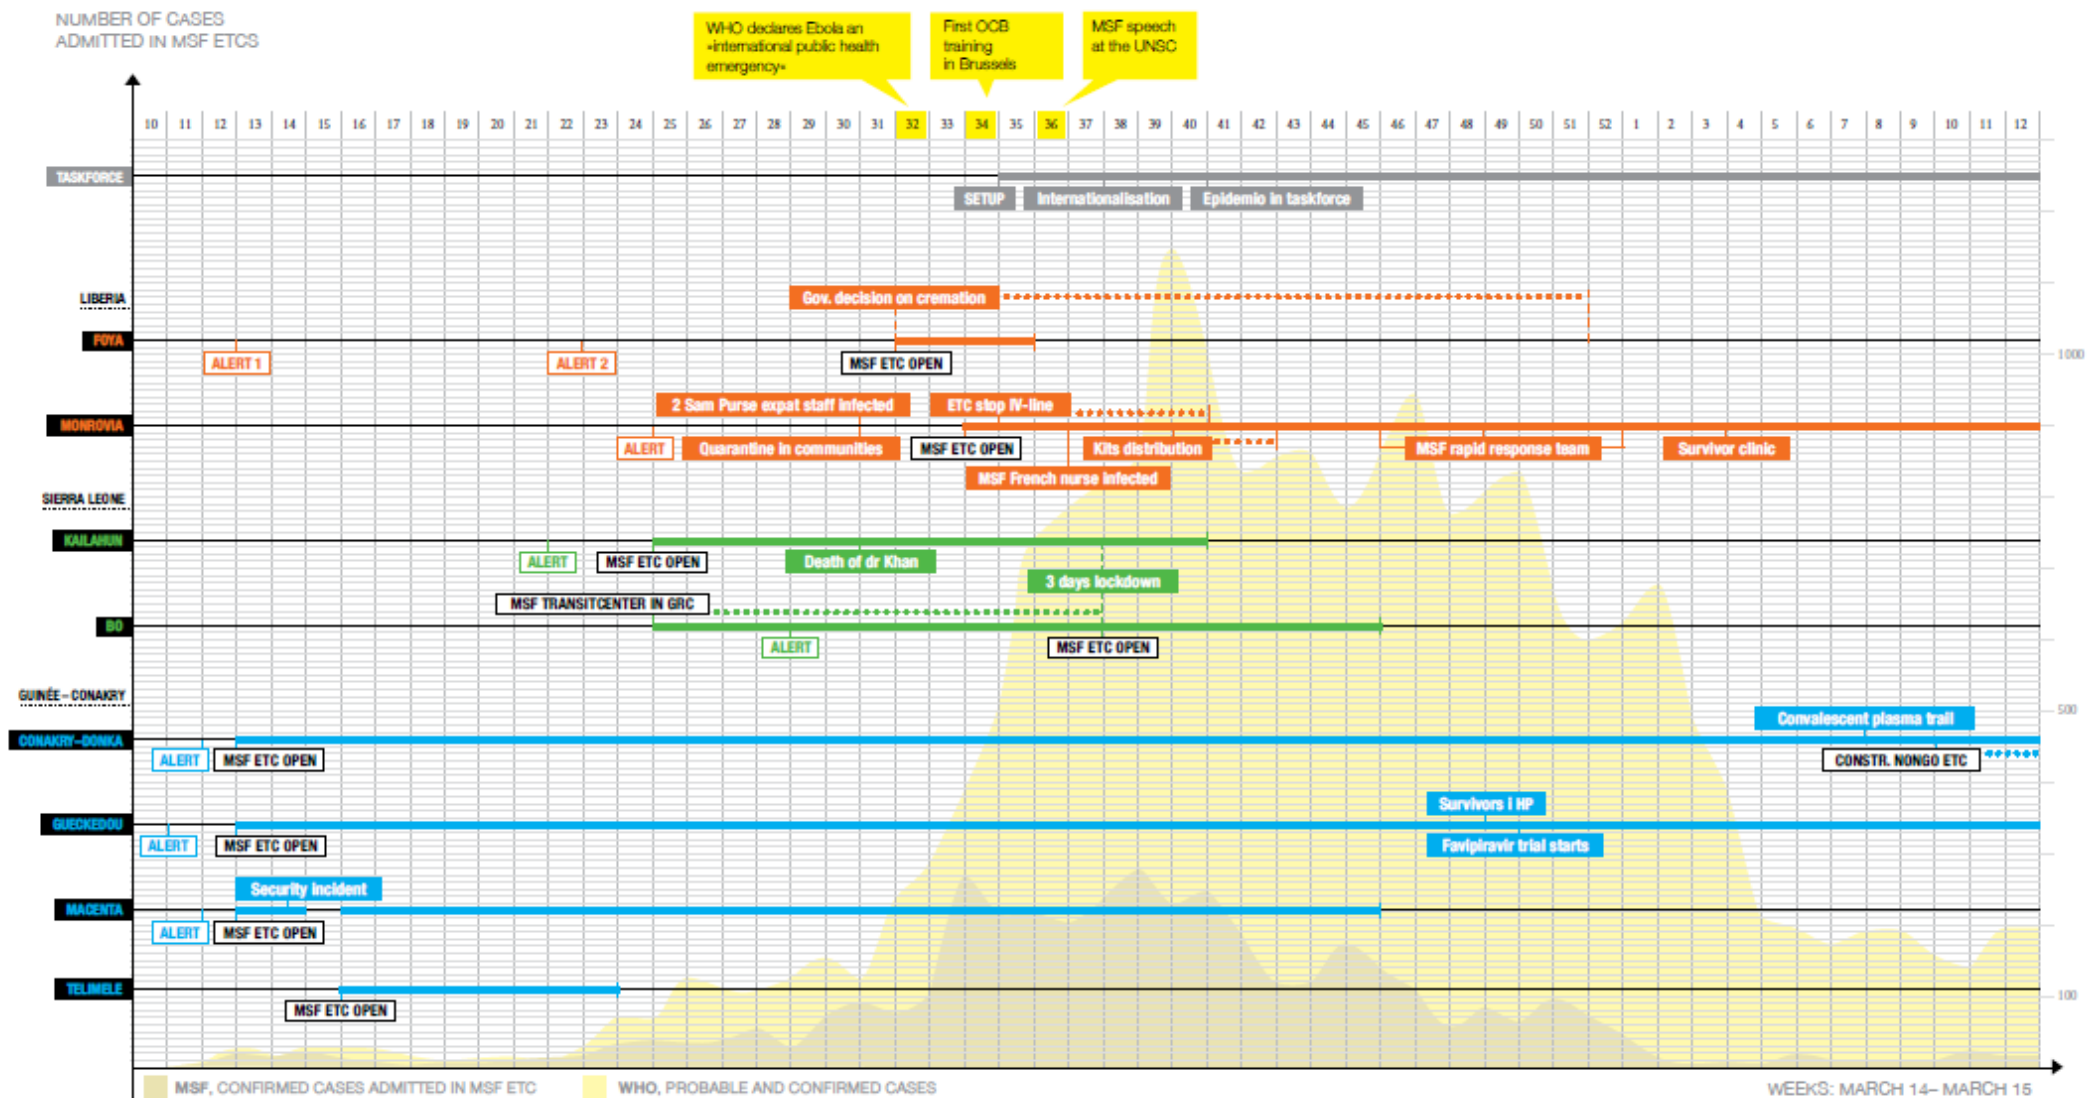 NUMBER OF CASES
ADMITTED IN MSF ETCS
WHO declares Ebola an
«international public health
emergency»
First OCB
training
in Brussels
MSF speech
at the UNSC
10 11 12 13 14 15 16 17 18 19 20 21 22 23 24 25 26 27 28 29 30 31 32 33 34 35 36 37 38 39 40 41 42 43 44 45 46 47 48 49 50 51 52 1 2 3 4 5 6 7 8 9 10 11 12
TASKFORCE
SETUP Internationalisation Epidemio in taskforce
LIBERIA
Gov. decision on cremation
FOYA
ALERT 1 ALERT 2 MSF ETC OPEN
1000
2 Sam Purse expat staff infected ETC stop IV-line
MONROVIA
ALERT Quarantine in communities MSF ETC OPEN Kits distribution MSF rapid response team Survivor clinic
MSF French nurse infected
SIERRA LEONE
KAILAHUN
ALERT MSF ETC OPEN Death of dr Khan
3 days lockdown
MSF TRANSITCENTER IN GRC
BO
ALERT MSF ETC OPEN
GUINÉE–CONAKRY
500
Convalescent plasma trail
CONAKRY–DONKA
ALERT MSF ETC OPEN CONSTR. NONGO ETC
Survivors I HP
GUECKEDOU
ALERT MSF ETC OPEN Favipiravir trial starts
Security incident
MACENTA
ALERT MSF ETC OPEN
TELIMELE
100
MSF ETC OPEN
MSF, CONFIRMED CASES ADMITTED IN MSF ETC WHO, PROBABLE AND CONFIRMED CASES WEEKS: MARCH 14– MARCH 15